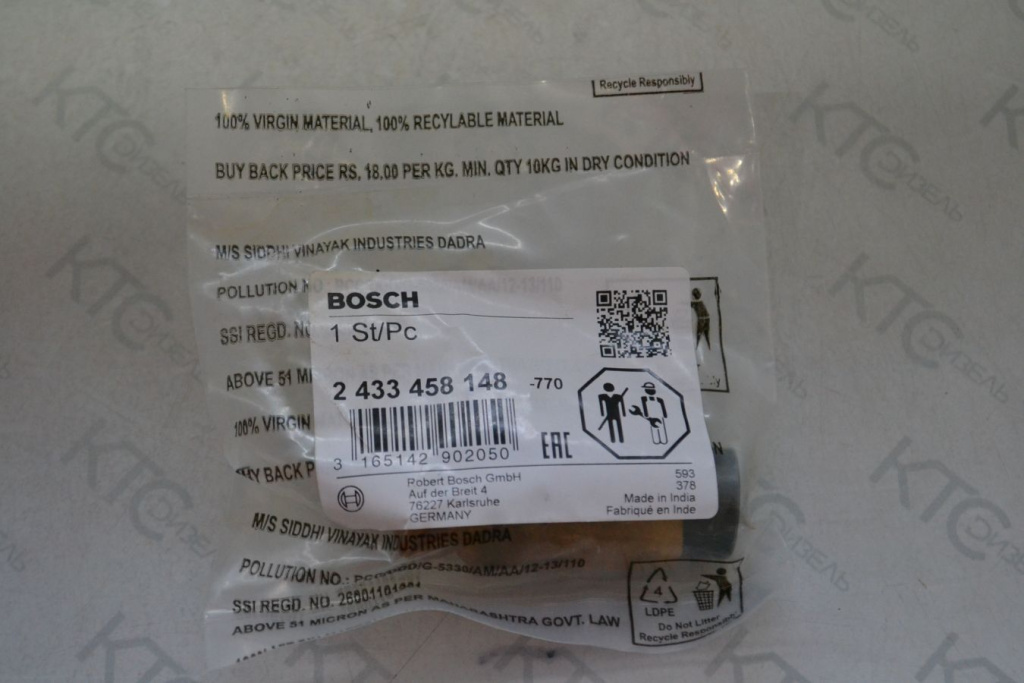 Recycle Responsibly
100% VIRGIN MATERIAL, 100% RECYLABLE MATERIAL
BUY BACK PRICE RS. 18.00 PER KG. MIN. QTY 10KG IN DRY CONDITION
M/S SIDDHI VINAYAK INDUSTRIES DADRA
POLLUTION
SSI REGD.
ABOVE 51
100% VIRGIN
BACK
BOSCH
1 St/Pc
2 433 458 148 -770
3 165142 902050
EAC
Robert Bosch GmbH
Auf der Breit 4
76227 Karlsruhe
GERMANY
593
378
Made in India
Fabriqué en Inde
M/S SIDDHI VINAYAK INDUSTRIES DADRA
POLLUTION NO.:
SSI REGD. NO.
ABOVE 51 MICRON AS PER MAHARASHTRA GOVT. LAW
4
LDPE
Do Not Litter
Recycle Responsibly
KTC дизель